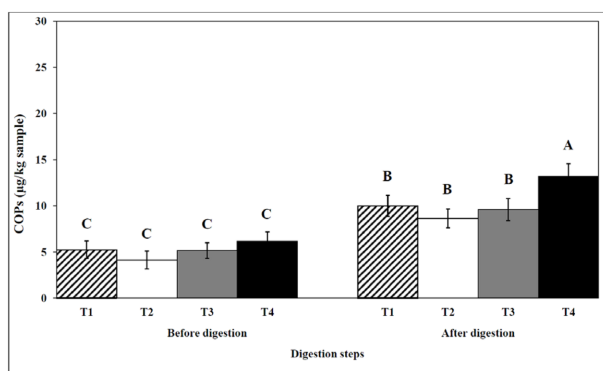 30
25
20
15
10
5
0
COPs (µg/kg sample)
C C C C B B B A
T1 T2 T3 T4 T1 T2 T3 T4
Before digestion After digestion
Digestion steps